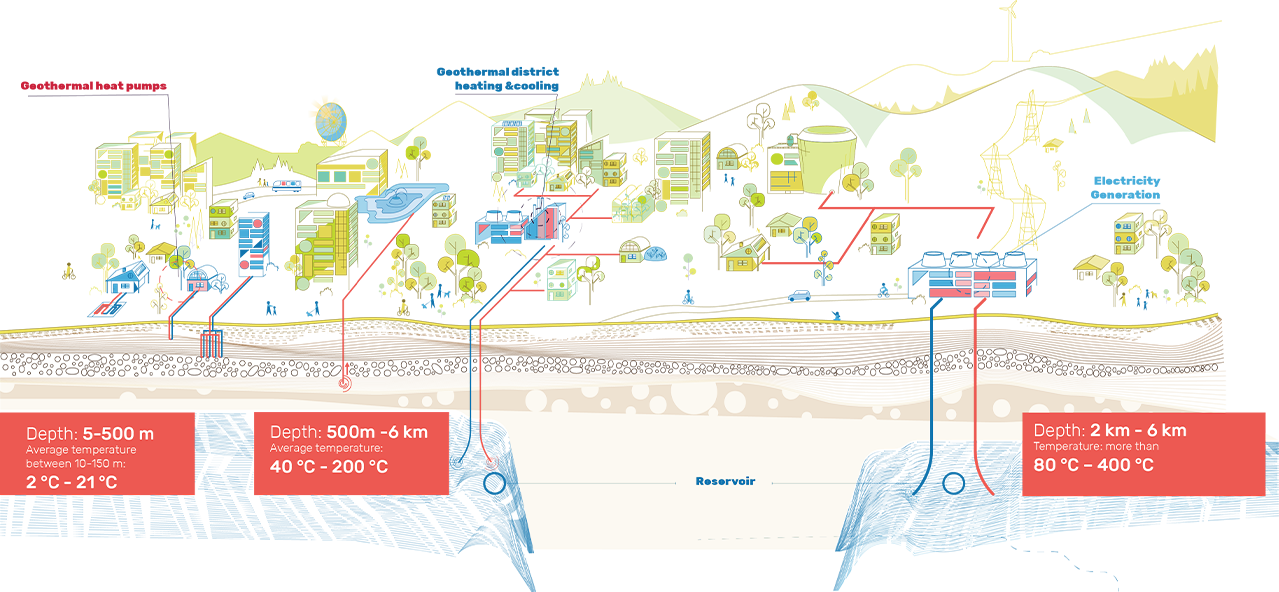 Geothermal heat pumps
Geothermal district
heating &cooling
Electricity
Generation
Depth: 5-500 m
Average temperature
between 10-150 m:
2 °C - 21 °C
Depth: 500m -6 km
Average temperature:
40 °C - 200 °C
Reservoir
Depth: 2 km - 6 km
Temperature: more than
80 °C – 400 °C